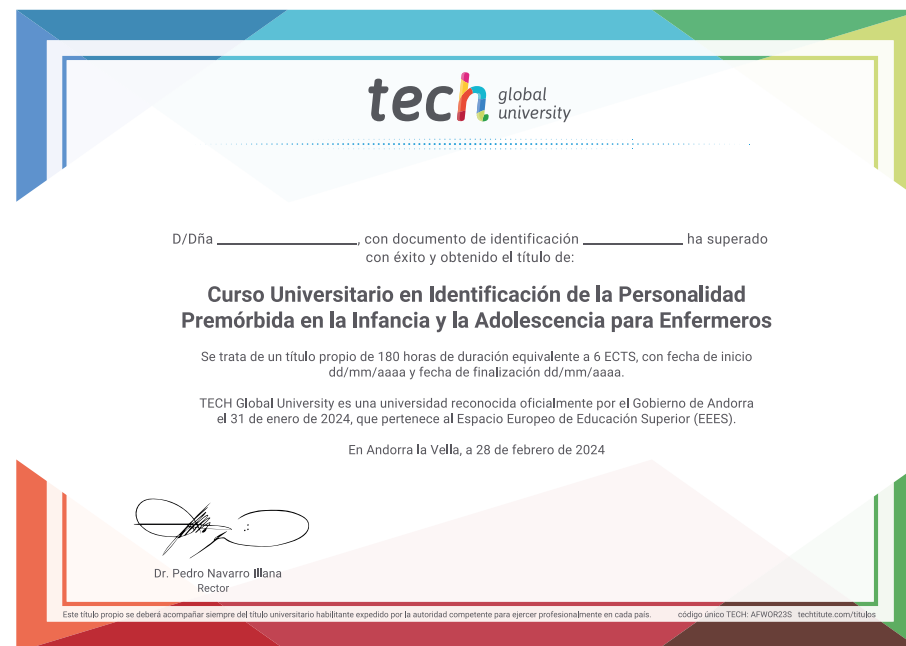 tech global university
D/Dña ______________, con documento de identificación __________ ha superado
con éxito y obtenido el título de:
Curso Universitario en Identificación de la Personalidad
Premórbida en la Infancia y la Adolescencia para Enfermeros
Se trata de un título propio de 180 horas de duración equivalente a 6 ECTS, con fecha de inicio
dd/mm/aaaa y fecha de finalización dd/mm/aaaa.
TECH Global University es una universidad reconocida oficialmente por el Gobierno de Andorra
el 31 de enero de 2024, que pertenece al Espacio Europeo de Educación Superior (EEES).
En Andorra la Vella, a 28 de febrero de 2024
Dr. Pedro Navarro Illana
Rector
Este título propio se deberá acompañar siempre del título universitario habilitante expedido por la autoridad competente para ejercer profesionalmente en cada país. código único TECH: AFWOR23S techtitute.com/titulos